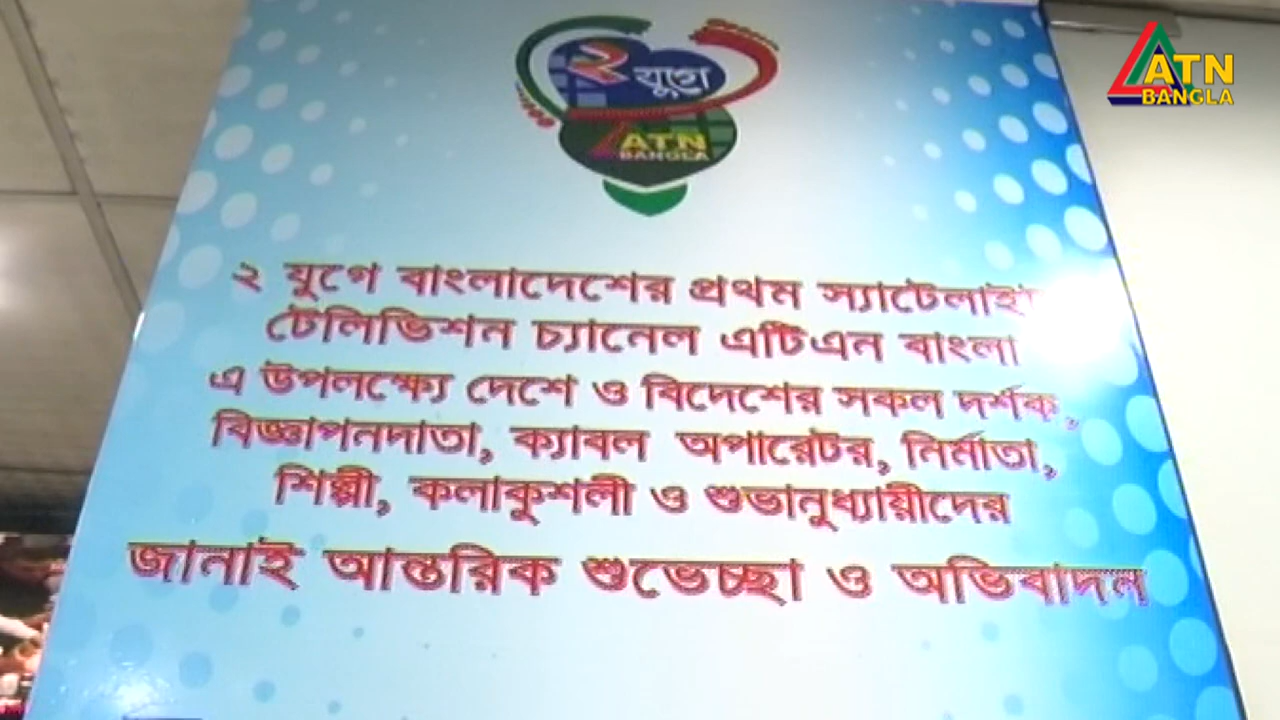 ATN
BANGLA
২ যুগে
ATN
BANGLA
২ যুগে বাংলাদেশের প্রথম স্যাটেলাইট
টেলিভিশন চ্যানেল এটিএন বাংলা
এ উপলক্ষ্যে দেশে ও বিদেশের সকল দর্শক,
বিজ্ঞাপনদাতা, ক্যাবল অপারেটর, নির্মাতা,
শিল্পী, কলাকুশলী ও শুভানুধ্যায়ীদের
জানাই আন্তরিক শুভেচ্ছা ও অভিবাদন